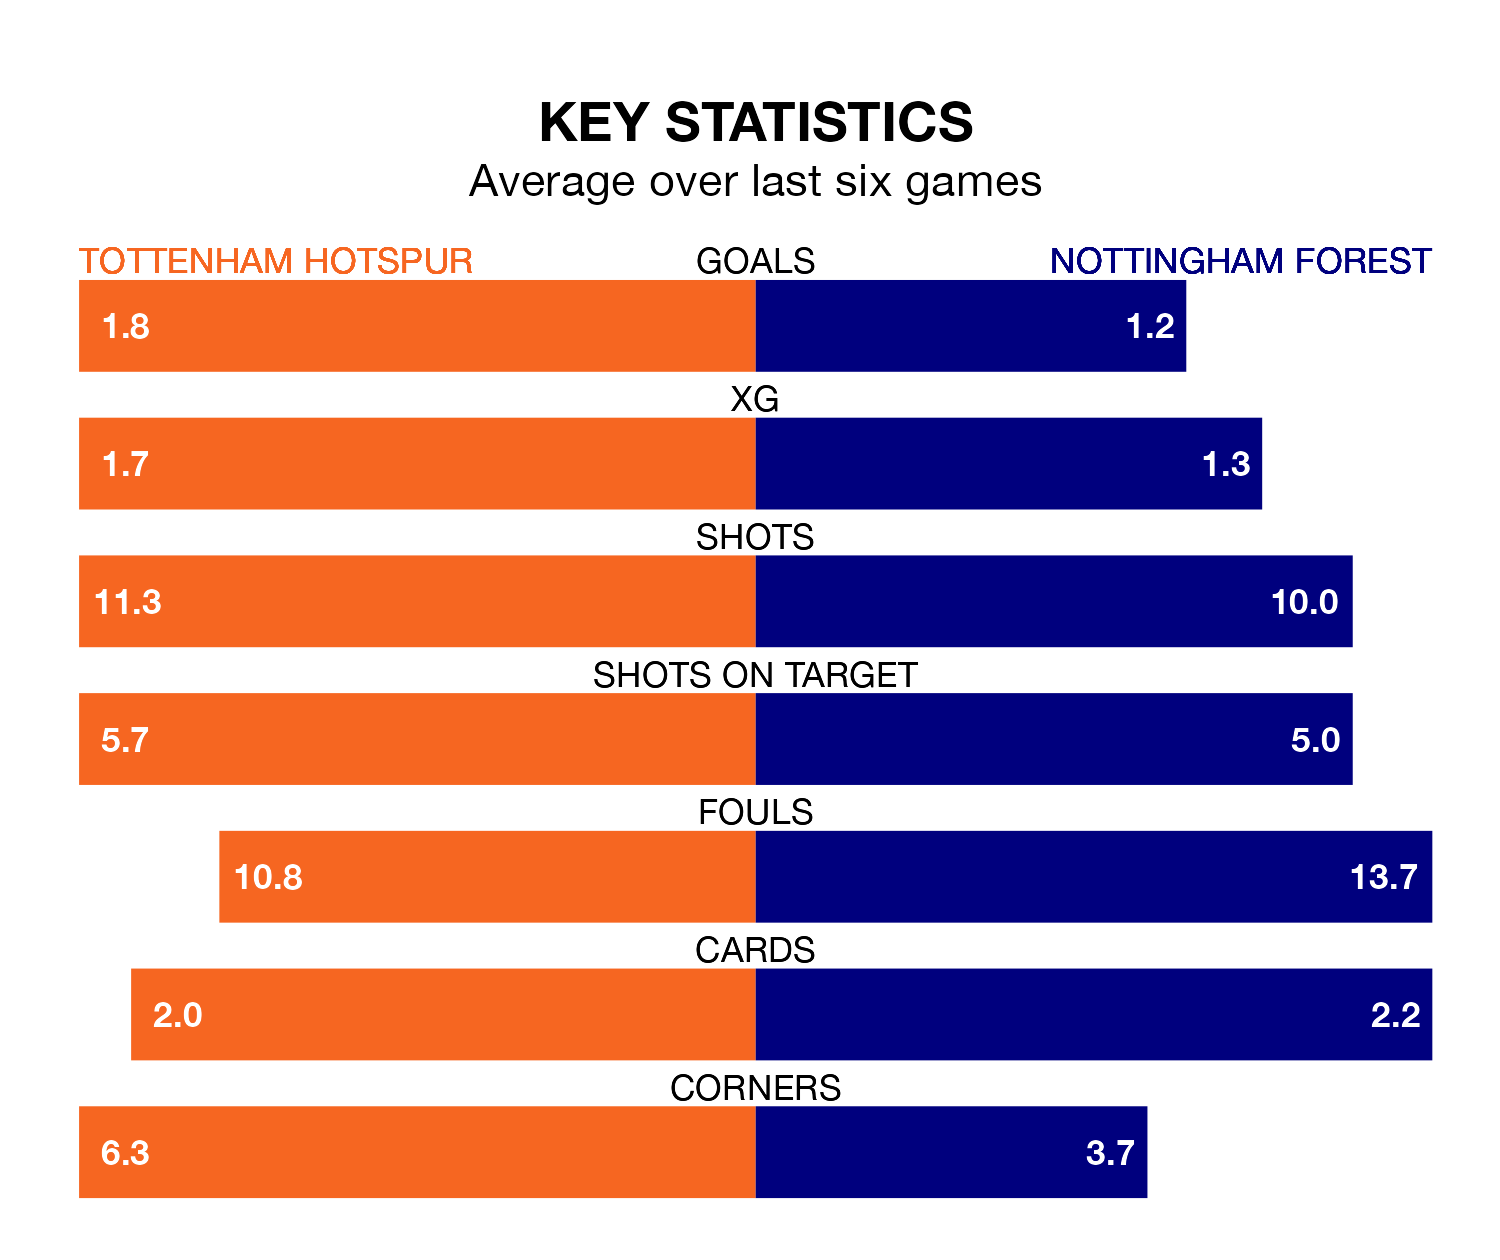 KEY STATISTICS
Average over last six games
TOTTENHAM HOTSPUR GOALS NOTTINGHAM FOREST
1.8 1.2
XG
1.7 1.3
SHOTS
11.3 10.0
SHOTS ON TARGET
5.7 5.0
FOULS
10.8 13.7
CARDS
2.0 2.2
CORNERS
6.3 3.7